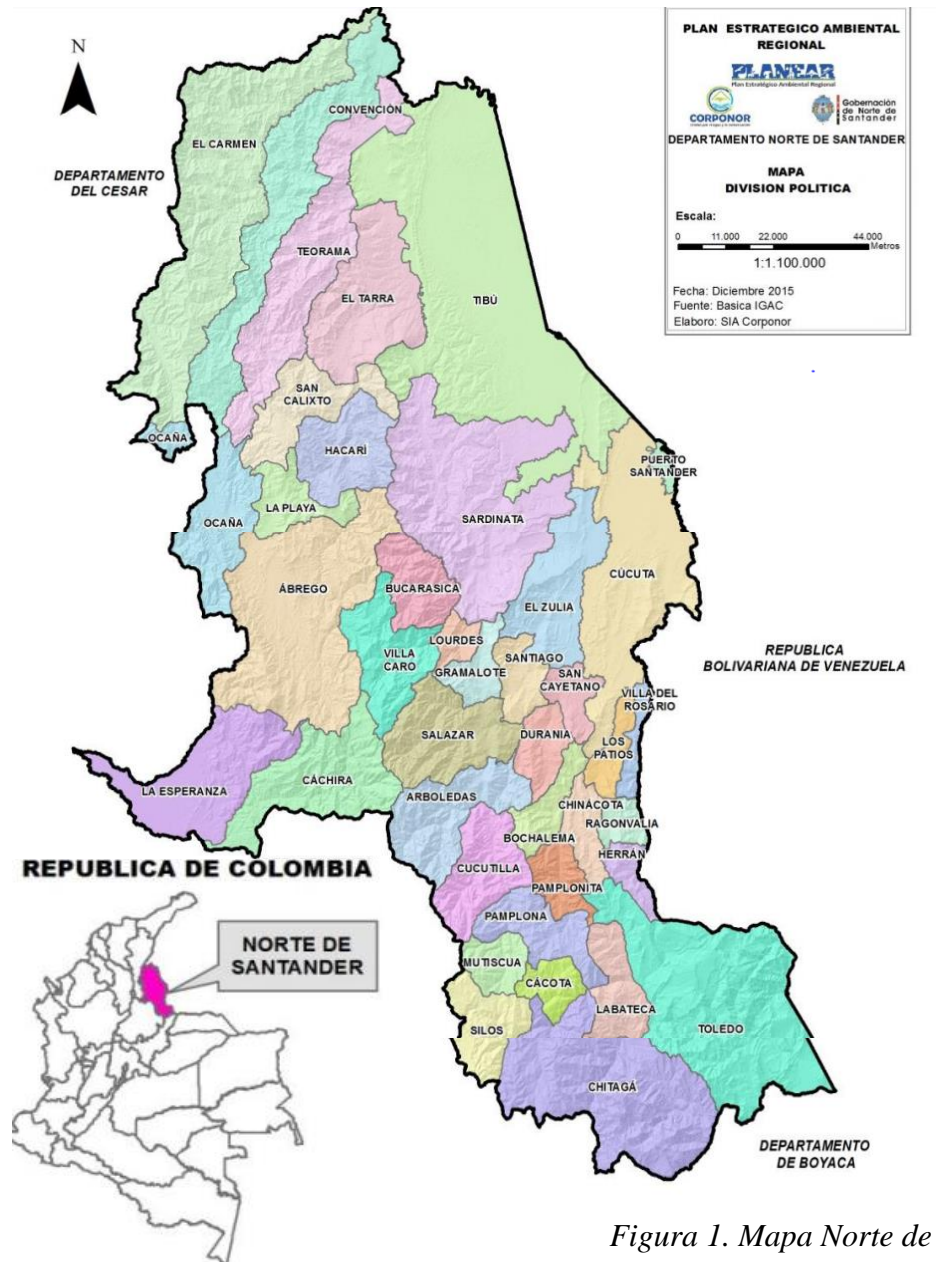 PLAN ESTRATEGICO AMBIENTAL
REGIONAL
PLANEAR
Plan Estratégico Ambiental Regional
CORPONOR
Gobernación
de Norte de
Santander
DEPARTAMENTO NORTE DE SANTANDER
MAPA
DIVISION POLITICA
Escala:
0 11.000 22.000 44.000
Metros
1:1.100.000
Fecha: Diciembre 2015
Fuente: Basica IGAC
Elaboro: SIA Corponor
N
DEPARTAMENTO
DEL CESAR
EL CARMEN
CONVENCIÓN
TEORAMA
EL TARRA
TIBÚ
SAN
CALIXTO
OCAÑA
HACARÍ
PUERTO
SANTANDER
LA PLAYA
OCAÑA
SARDINATA
ÁBREGO
BUCARASICA
CÚCUTA
EL ZULIA
LOURDES
VILLA
CARO
GRAMALOTE
SANTIAGO
SAN
CAYETANO
REPUBLICA
BOLIVARIANA DE VENEZUELA
VILLA DEL
ROSARIO
SALAZAR
DURANIA
LOS
PATIOS
LA ESPERANZA
CÁCHIRA
ARBOLEDAS
CHINÁCOTA
RAGONVALIA
BOCHALEMA
HERRÁN
CUCUTILLA
PAMPLONITA
PAMPLONA
MUTISCUA
CÁCOTA
LABATECA
SILOS
TOLEDO
CHITAGÁ
DEPARTAMENTO
DE BOYACA
REPUBLICA DE COLOMBIA
NORTE DE
SANTANDER
Figura 1. Mapa Norte de